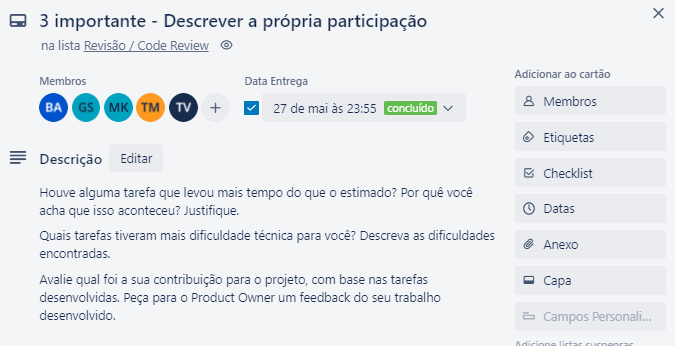 3 importante - Descrever a própria participação
na lista Revisão / Code Review
Membros
Data Entrega
BA GS MK TM TV +
27 de mai às 23:55 concluído
Descrição Editar
Houve alguma tarefa que levou mais tempo do que o estimado? Por quê você
acha que isso aconteceu? Justifique.
Quais tarefas tiveram mais dificuldade técnica para você? Descreva as dificuldades
encontradas.
Avalie qual foi a sua contribuição para o projeto, com base nas tarefas
desenvolvidas. Peça para o Product Owner um feedback do seu trabalho
desenvolvido.
Adicionar ao cartão
Membros
Etiquetas
Checklist
Datas
Anexo
Capa
Campos Personali...
Adicione listas suspensas